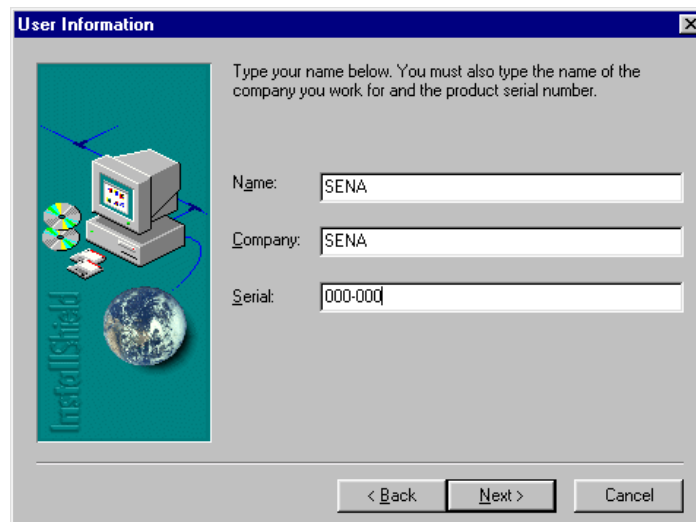 User Information
Type your name below. You must also type the name of the
company you work for and the product serial number.
Name: SENA
Company: SENA
Serial: 000-000
InstallShield
< Back Next > Cancel